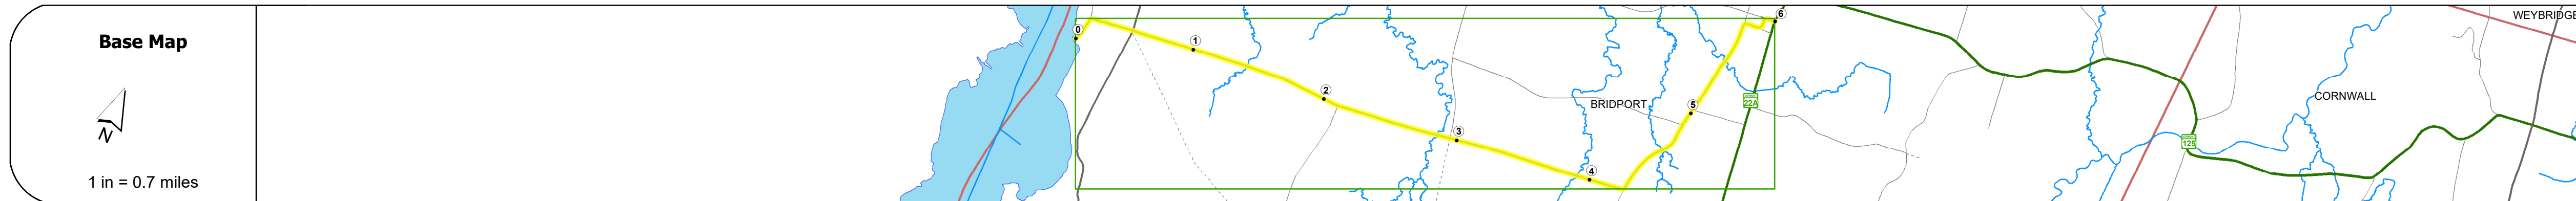 Base Map
N
1 in = 0.7 miles
0
1
2
3
4
5
6
BRIDPORT
22A
125
CORNWALL
WEYBRIDGE